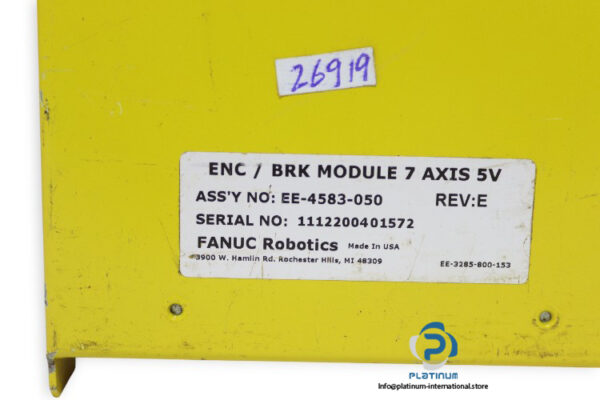 26919
ENC / BRK MODULE 7 AXIS 5V
ASS'Y NO: EE-4583-050 REV:E
SERIAL NO: 1112200401572
FANUC Robotics Made In USA
3900 W. Hamlin Rd. Rochester Hills, MI 48309
EE-3285-800-153
PLATINUM
info@platinum-international.store